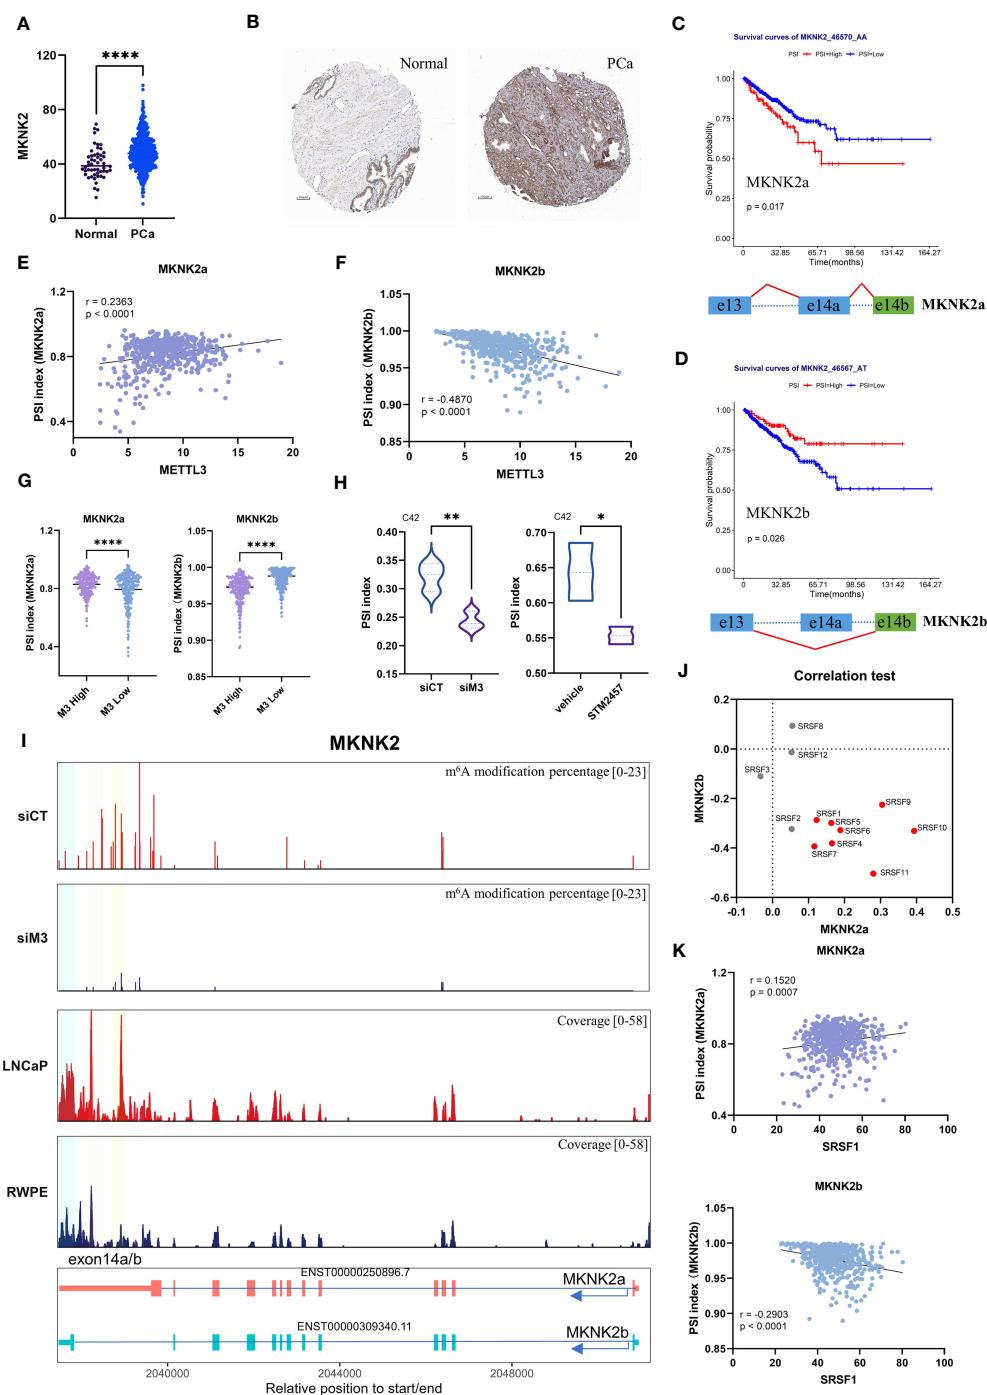 A
120
80
40
0
MKNK2
****
Normal
PCa
B
Normal
PCa
C
Survival curves of MKNK2_46570_AA
PSI PSI=High PSI=Low
1.00
0.75
0.50
0.25
0.00
Survival probability
MKNK2a
p = 0.017
0 32.85 65.71 98.56 131.42 164.27
Time(months)
e13 e14a e14b MKNK2a
D
Survival curves of MKNK2_46567_AT
PSI PSI=High PSI=Low
1.00
0.75
0.50
0.25
0.00
Survival probability
MKNK2b
p = 0.026
0 32.85 65.71 98.56 131.42 164.27
Time(months)
e13 e14a e14b MKNK2b
E
MKNK2a
r = 0.2363
p < 0.0001
1.2
0.8
0.4
PSI index (MKNK2a)
0 5 10 15 20
METTL3
F
MKNK2b
1.05
1.00
0.95
0.90
0.85
PSI index (MKNK2b)
r = -0.4870
p < 0.0001
0 5 10 15 20
METTL3
G
MKNK2a
1.2
0.8
0.4
PSI index (MKNK2a)
****
M3 High
M3 Low
MKNK2b
1.05
1.00
0.95
0.90
0.85
PSI index (MKNK2b)
****
M3 High
M3 Low
H
C42
**
0.40
0.35
0.30
0.25
0.20
0.15
PSI index
siCT siM3
C42
*
0.70
0.65
0.60
0.55
0.50
PSI index
vehicle
STM2457
I
MKNK2
siCT
m⁶A modification percentage [0-23]
siM3
m⁶A modification percentage [0-23]
LNCaP
Coverage [0-58]
RWPE
Coverage [0-58]
exon14a/b
ENST00000250896.7
MKNK2a
ENST00000309340.11
MKNK2b
2040000 2044000 2048000
Relative position to start/end
J
Correlation test
0.2
0.0
-0.2
-0.4
-0.6
MKNK2b
SRSF8
SRSF12
SRSF3
SRSF9
SRSF1
SRSF2
SRSF5
SRSF6
SRSF10
SRSF4
SRSF7
SRSF11
-0.1 0.0 0.1 0.2 0.3 0.4 0.5
MKNK2a
K
MKNK2a
r = 0.1520
p = 0.0007
1.2
0.8
0.4
PSI index (MKNK2a)
0 20 40 60 80 100
SRSF1
MKNK2b
1.05
1.00
0.95
0.90
0.85
PSI index (MKNK2b)
r = -0.2903
p < 0.0001
0 20 40 60 80 100
SRSF1